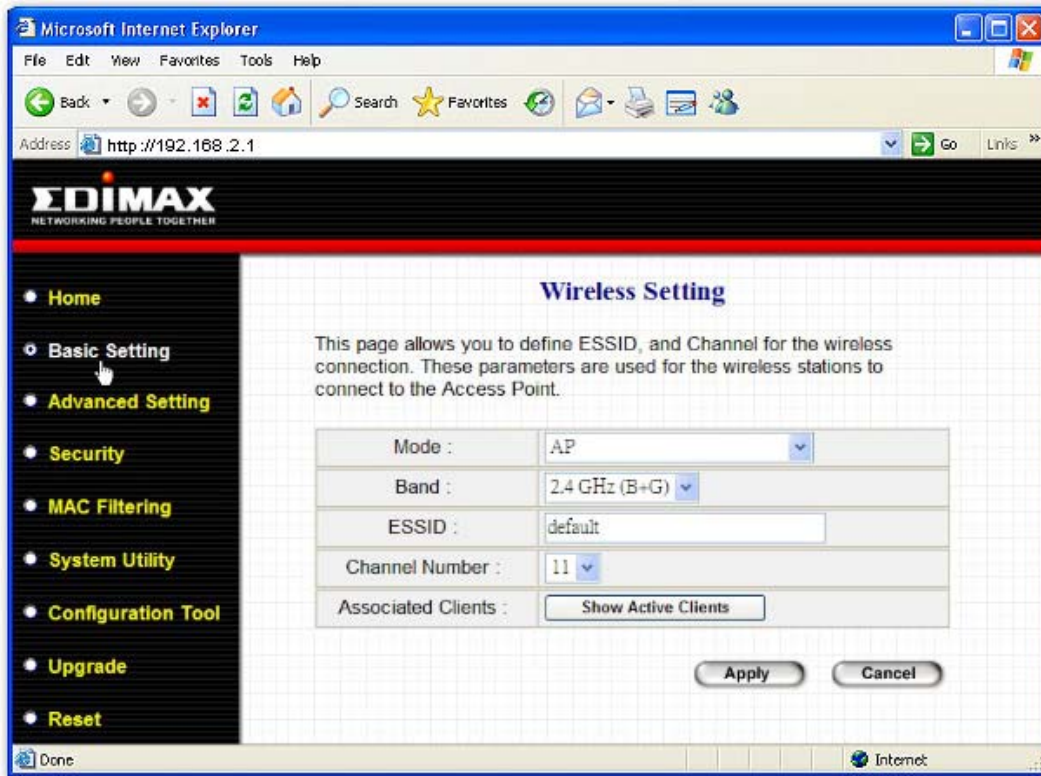 Microsoft Internet Explorer
File Edit View Favorites Tools Help
Back Search Favorites
Address http://192.168.2.1 Go Links »
EDIMAX
NETWORKING PEOPLE TOGETHER
Home
Basic Setting
Advanced Setting
Security
MAC Filtering
System Utility
Configuration Tool
Upgrade
Reset
Wireless Setting
This page allows you to define ESSID, and Channel for the wireless
connection. These parameters are used for the wireless stations to
connect to the Access Point.
Mode : AP
Band : 2.4 GHz (B+G)
ESSID : default
Channel Number : 11
Associated Clients : Show Active Clients
Apply Cancel
Done Internet